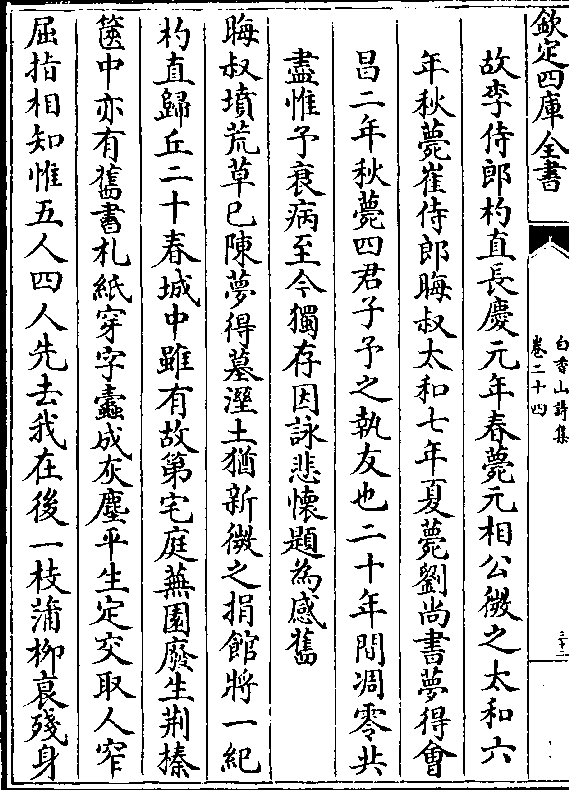 欽定四庫全書
白香山詩集
卷二十四
三十二
故李侍郎杓直長慶元年春薨元相公微之太和六
年秋薨崔侍郎晦叔太和七年夏薨劉尚書夢得會
昌二年秋薨四君子予之執友也二十年間凋零共
盡惟予衰病至今獨存因詠悲懷題為感舊
晦叔墳荒草已陳夢得墓溼土猶新微之捐館將一紀
杓直歸丘二十春城中雖有故第宅庭蕪園廢生荆榛
篋中亦有舊書札紙穿字蠹成灰塵平生定交取人窄
屈指相知惟五人四人先去我在後一枝蒲柳衰殘身